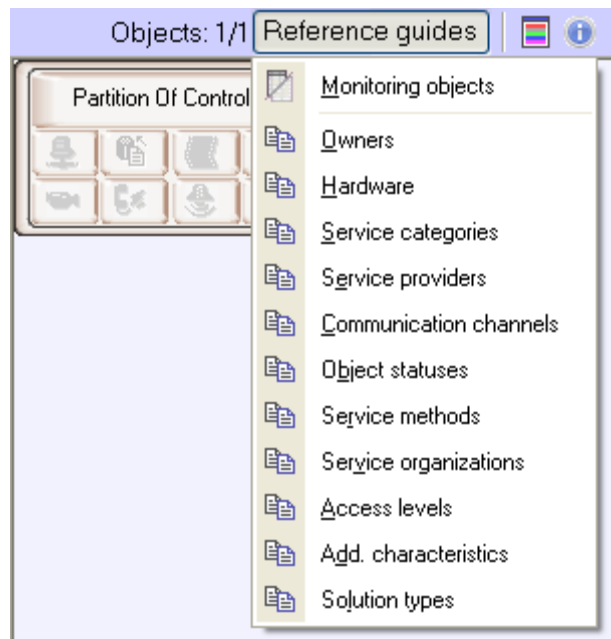 Objects: 1/1 Reference guides
Partition Of Control
Monitoring objects
Owners
Hardware
Service categories
Service providers
Communication channels
Object statuses
Service methods
Service organizations
Access levels
Add. characteristics
Solution types